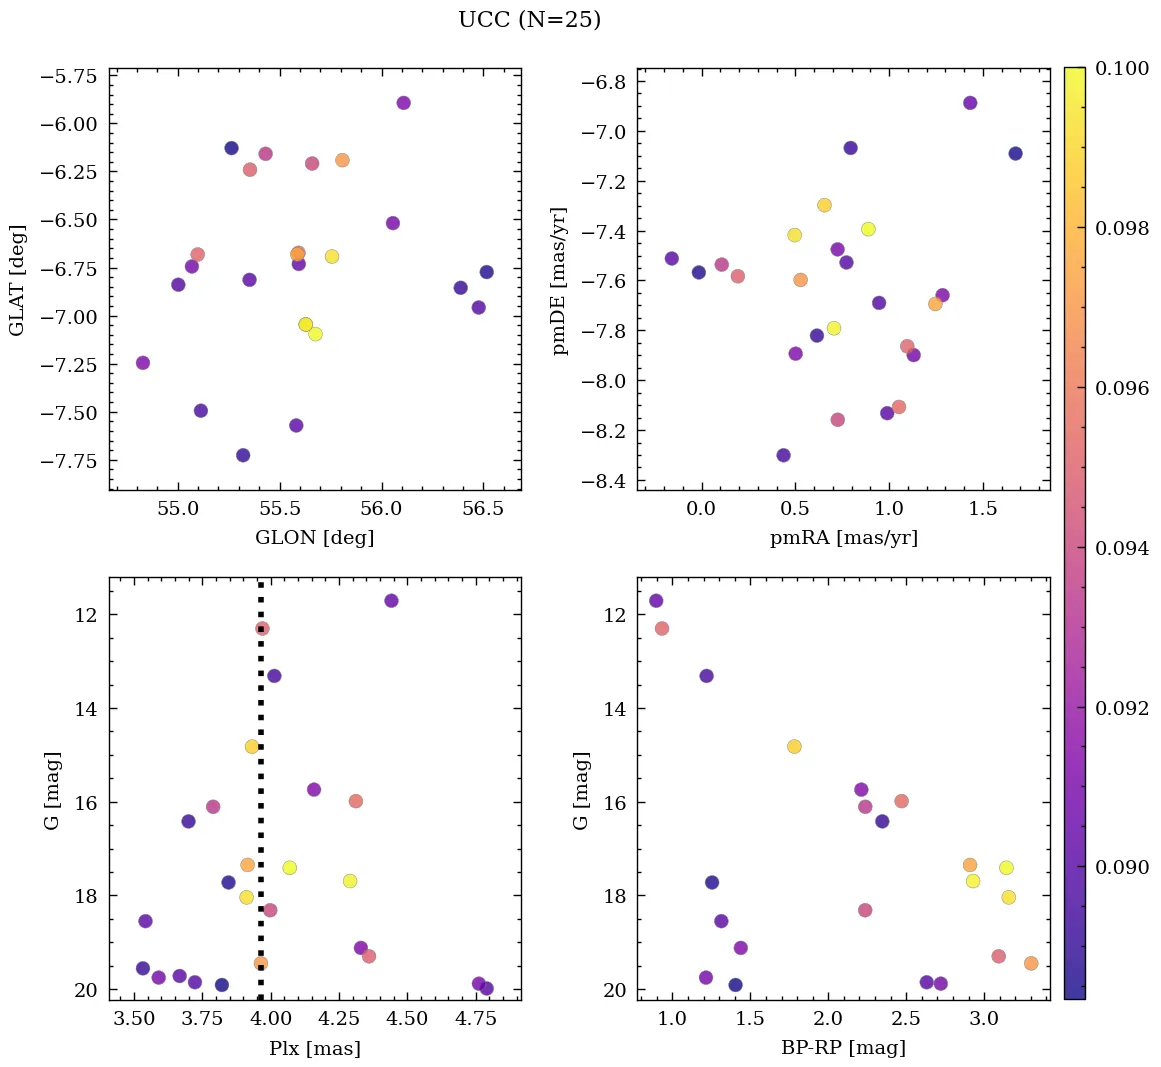 UCC (N=25)
−5.75
−6.00
−6.25
−6.50
−6.75
−7.00
−7.25
−7.50
−7.75
GLAT [deg]
55.0 55.5 56.0 56.5
GLON [deg]
−6.8
−7.0
−7.2
−7.4
−7.6
−7.8
−8.0
−8.2
−8.4
pmDE [mas/yr]
0.0 0.5 1.0 1.5
pmRA [mas/yr]
12
14
16
18
20
G [mag]
3.50 3.75 4.00 4.25 4.50 4.75
Plx [mas]
12
14
16
18
20
G [mag]
1.0 1.5 2.0 2.5 3.0
BP-RP [mag]
0.100
0.098
0.096
0.094
0.092
0.090